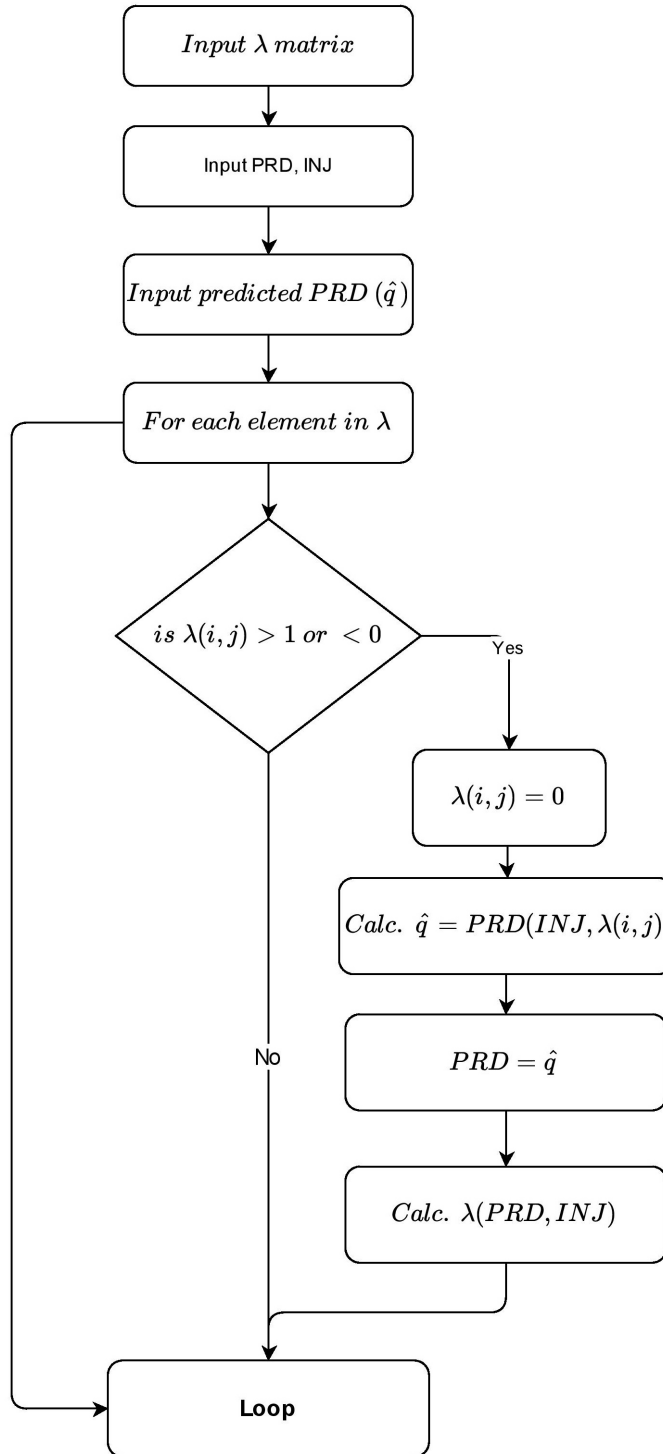 Input λ matrix
Input PRD, INJ
Input predicted PRD (q̂)
For each element in λ
is λ(i, j) > 1 or < 0
Yes
λ(i, j) = 0
Calc. q̂ = PRD(INJ, λ(i, j)
PRD = q̂
No
Calc. λ(PRD, INJ)
Loop